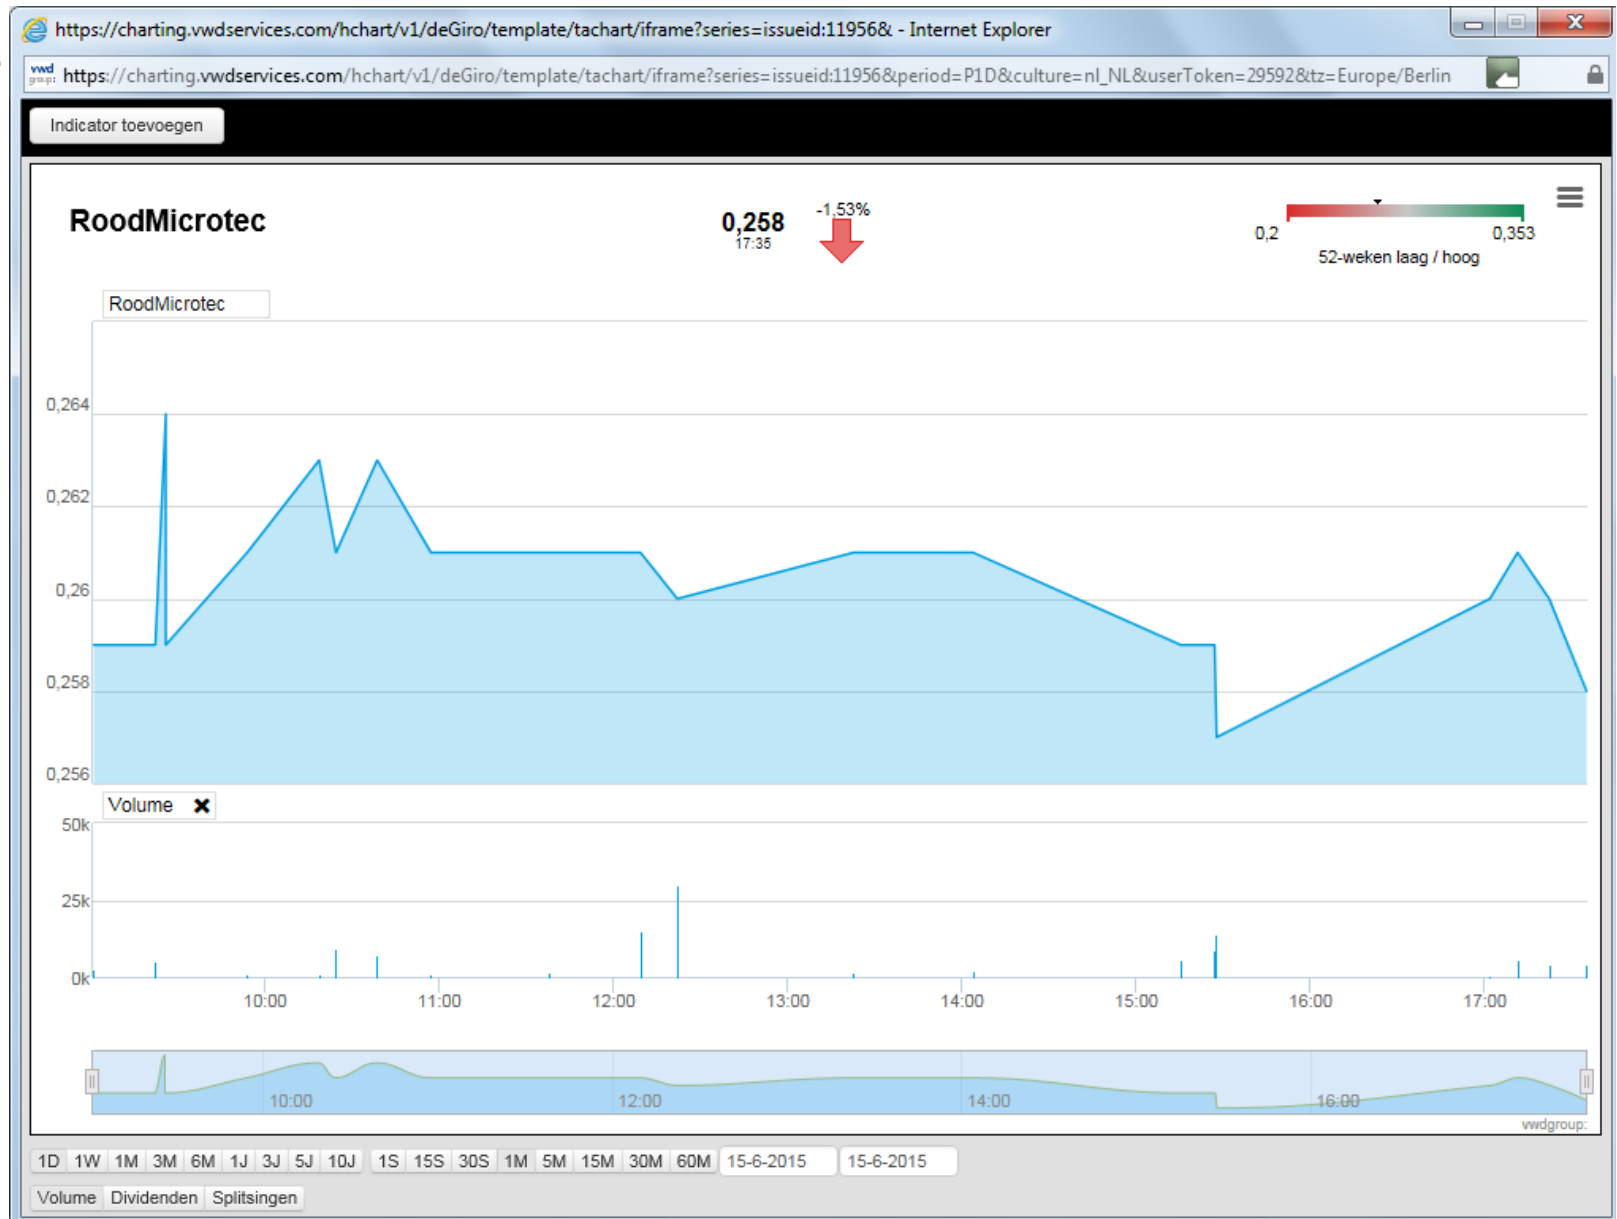 https://charting.vwdservices.com/hchart/v1/deGiro/template/tachart/iframe?series=issueid:11956& - Internet Explorer
vwd group: https://charting.vwdservices.com/hchart/v1/deGiro/template/tachart/iframe?series=issueid:11956&period=P1D&culture=nl_NL&userToken=29592&tz=Europe/Berlin
Indicator toevoegen
RoodMicrotec
0,258
17:35
-1,53%
0,2 0,353
52-weken laag / hoog
RoodMicrotec
0,264
0,262
0,26
0,258
0,256
Volume
50k
25k
0k
10:00 11:00 12:00 13:00 14:00 15:00 16:00 17:00
10:00 12:00 14:00 16:00
vwdgroup:
1D 1W 1M 3M 6M 1J 3J 5J 10J 1S 15S 30S 1M 5M 15M 30M 60M 15-6-2015 15-6-2015
Volume Dividenden Splitsingen